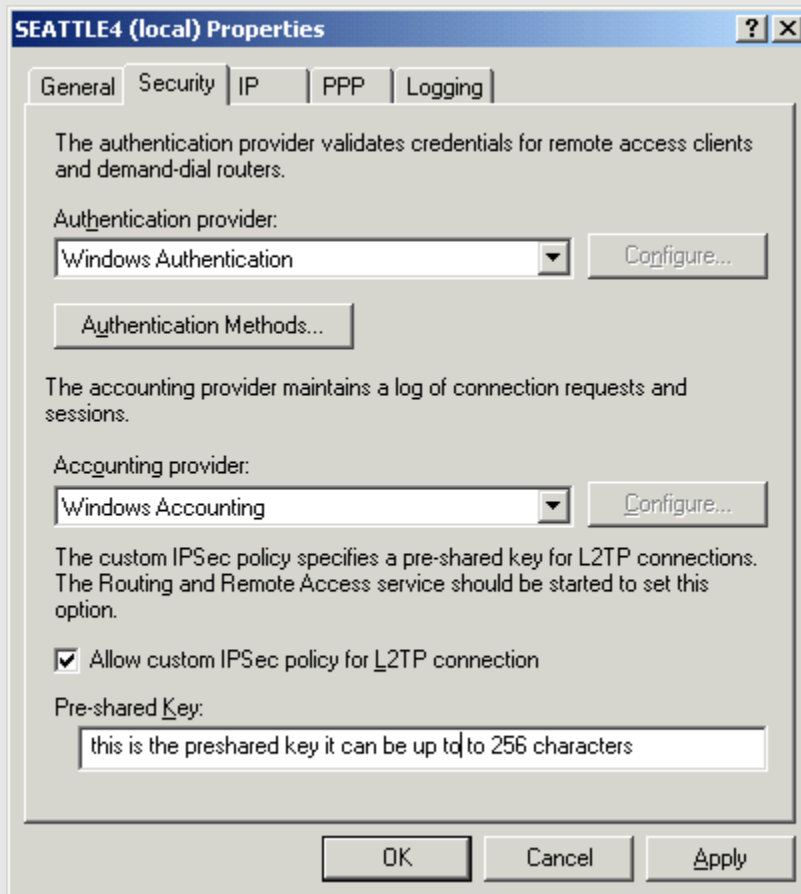 SEATTLE4 (local) Properties
General Security IP PPP Logging
The authentication provider validates credentials for remote access clients
and demand-dial routers.
Authentication provider:
Windows Authentication
Configure...
Authentication Methods...
The accounting provider maintains a log of connection requests and
sessions.
Accounting provider:
Windows Accounting
Configure...
The custom IPSec policy specifies a pre-shared key for L2TP connections.
The Routing and Remote Access service should be started to set this
option.
Allow custom IPSec policy for L2TP connection
Pre-shared Key:
this is the preshared key it can be up to to 256 characters
OK Cancel Apply